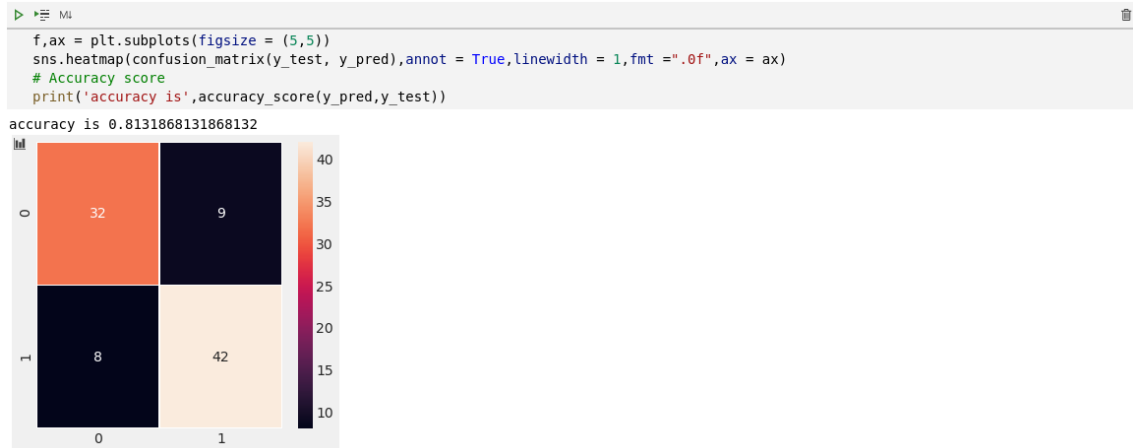 M↓
f,ax = plt.subplots(figsize = (5,5))
sns.heatmap(confusion_matrix(y_test, y_pred),annot = True,linewidth = 1,fmt =".0f",ax = ax)
# Accuracy score
print('accuracy is',accuracy_score(y_pred,y_test))
accuracy is 0.8131868131868132
0
32
9
1
8
42
0
1
40
35
30
25
20
15
10